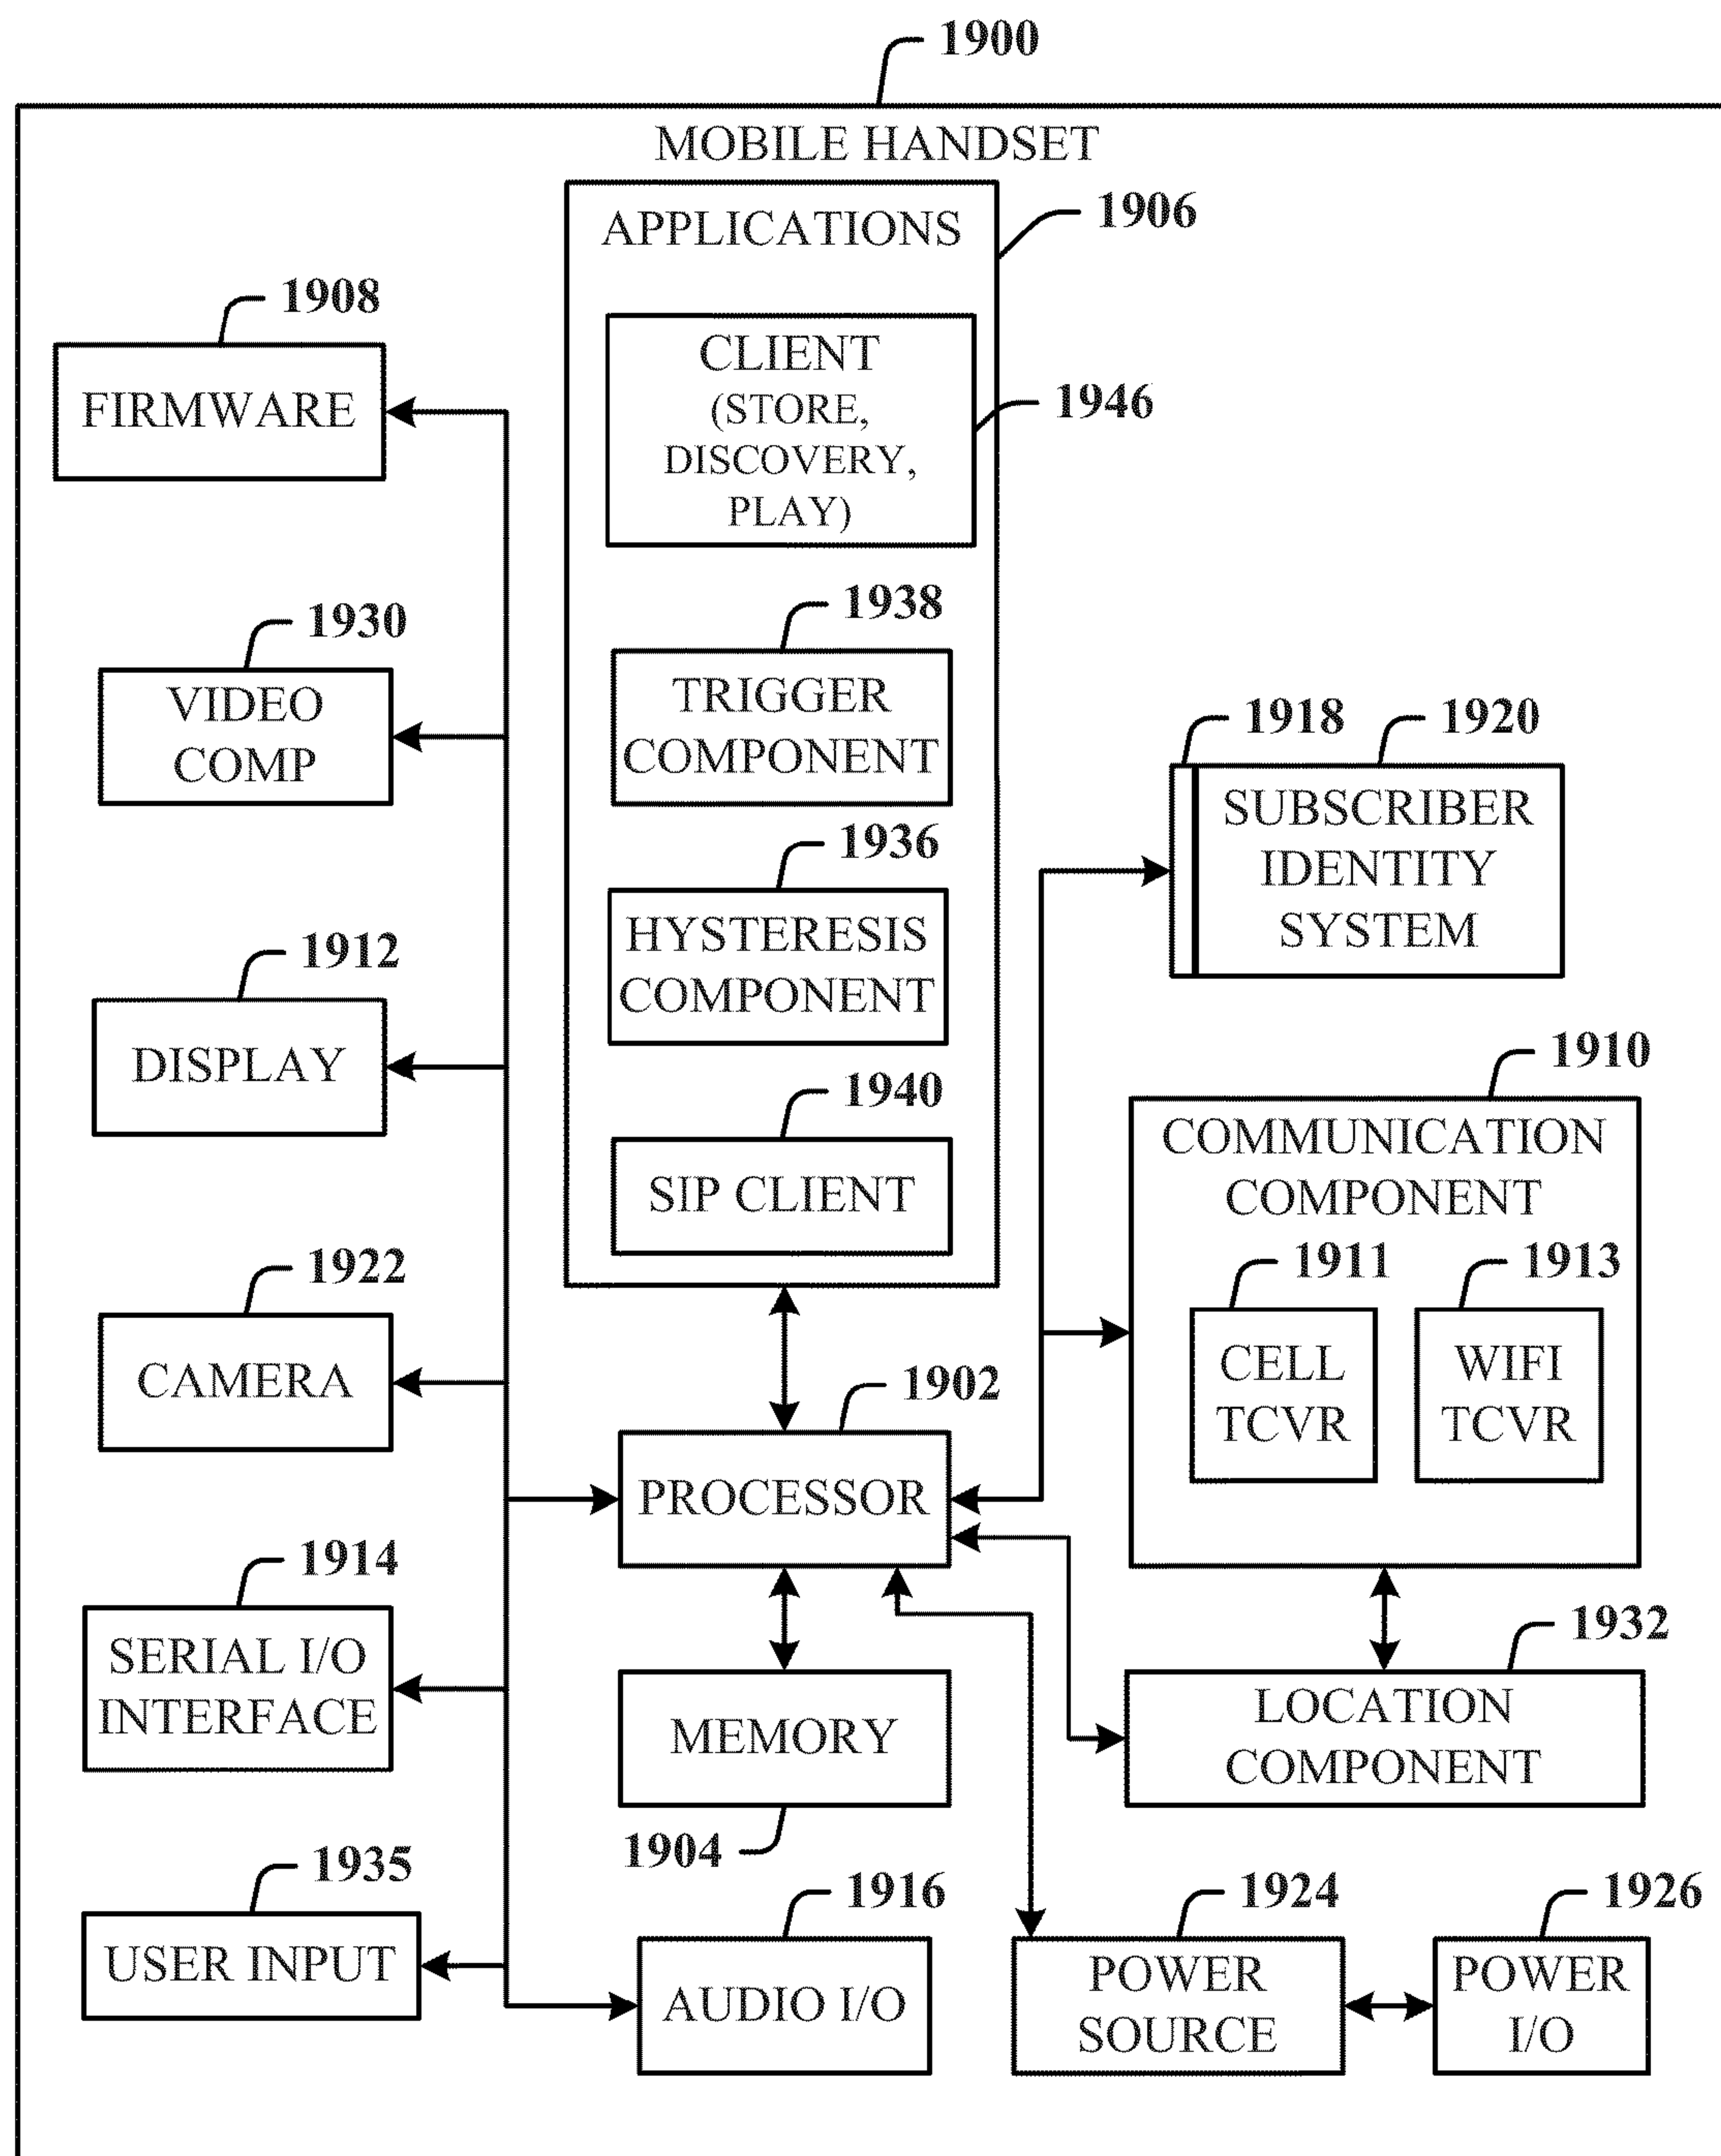 1900
MOBILE HANDSET
APPLICATIONS
1906
1908
FIRMWARE
CLIENT
(STORE,
DISCOVERY,
PLAY)
1946
1930
VIDEO
COMP
1938
TRIGGER
COMPONENT
1918
1920
SUBSCRIBER
IDENTITY
SYSTEM
1936
HYSTERESIS
COMPONENT
1912
DISPLAY
1940
SIP CLIENT
1910
COMMUNICATION
COMPONENT
1911
CELL
TCVR
1913
WIFI
TCVR
1922
CAMERA
1902
PROCESSOR
1914
SERIAL I/O
INTERFACE
MEMORY
1904
1932
LOCATION
COMPONENT
1935
USER INPUT
1916
AUDIO I/O
1924
POWER
SOURCE
1926
POWER
I/O